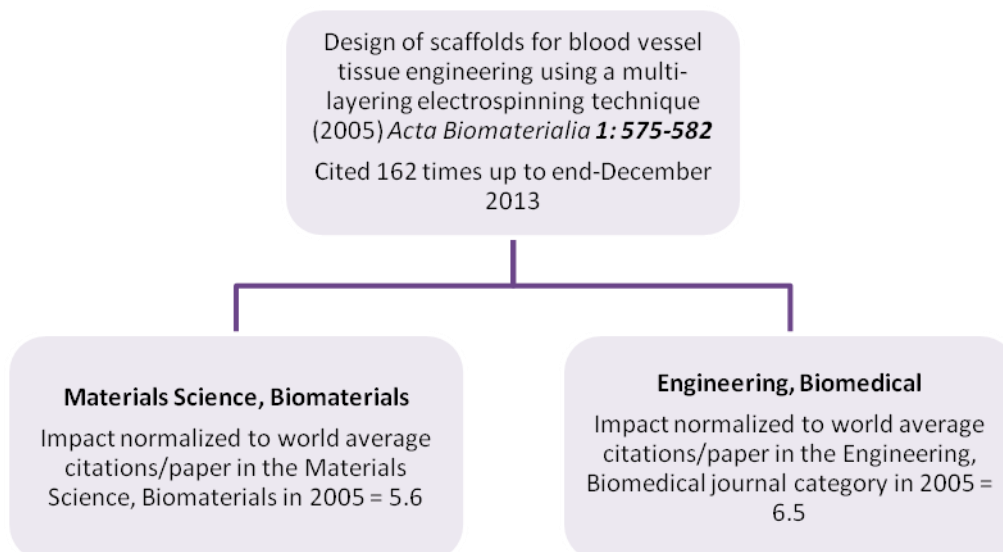 Design of scaffolds for blood vessel
tissue engineering using a multi-
layering electrospinning technique
(2005) Acta Biomaterialia 1: 575-582
Cited 162 times up to end-December
2013
Materials Science, Biomaterials
Impact normalized to world average
citations/paper in the Materials
Science, Biomaterials in 2005 = 5.6
Engineering, Biomedical
Impact normalized to world average
citations/paper in the Engineering,
Biomedical journal category in 2005 =
6.5